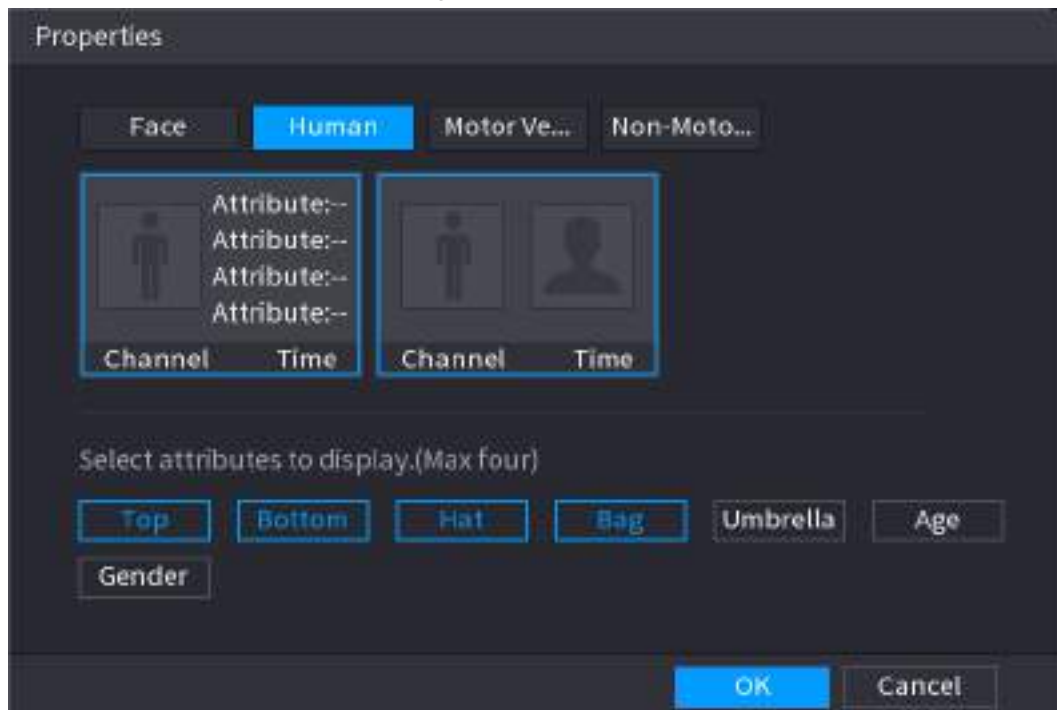 Properties
Face Human Motor Ve... Non-Moto...
Attribute:--
Attribute:--
Attribute:--
Attribute:--
Channel Time Channel Time
Select attributes to display.(Max four)
Top Bottom Hat Bag Umbrella Age
Gender
OK Cancel